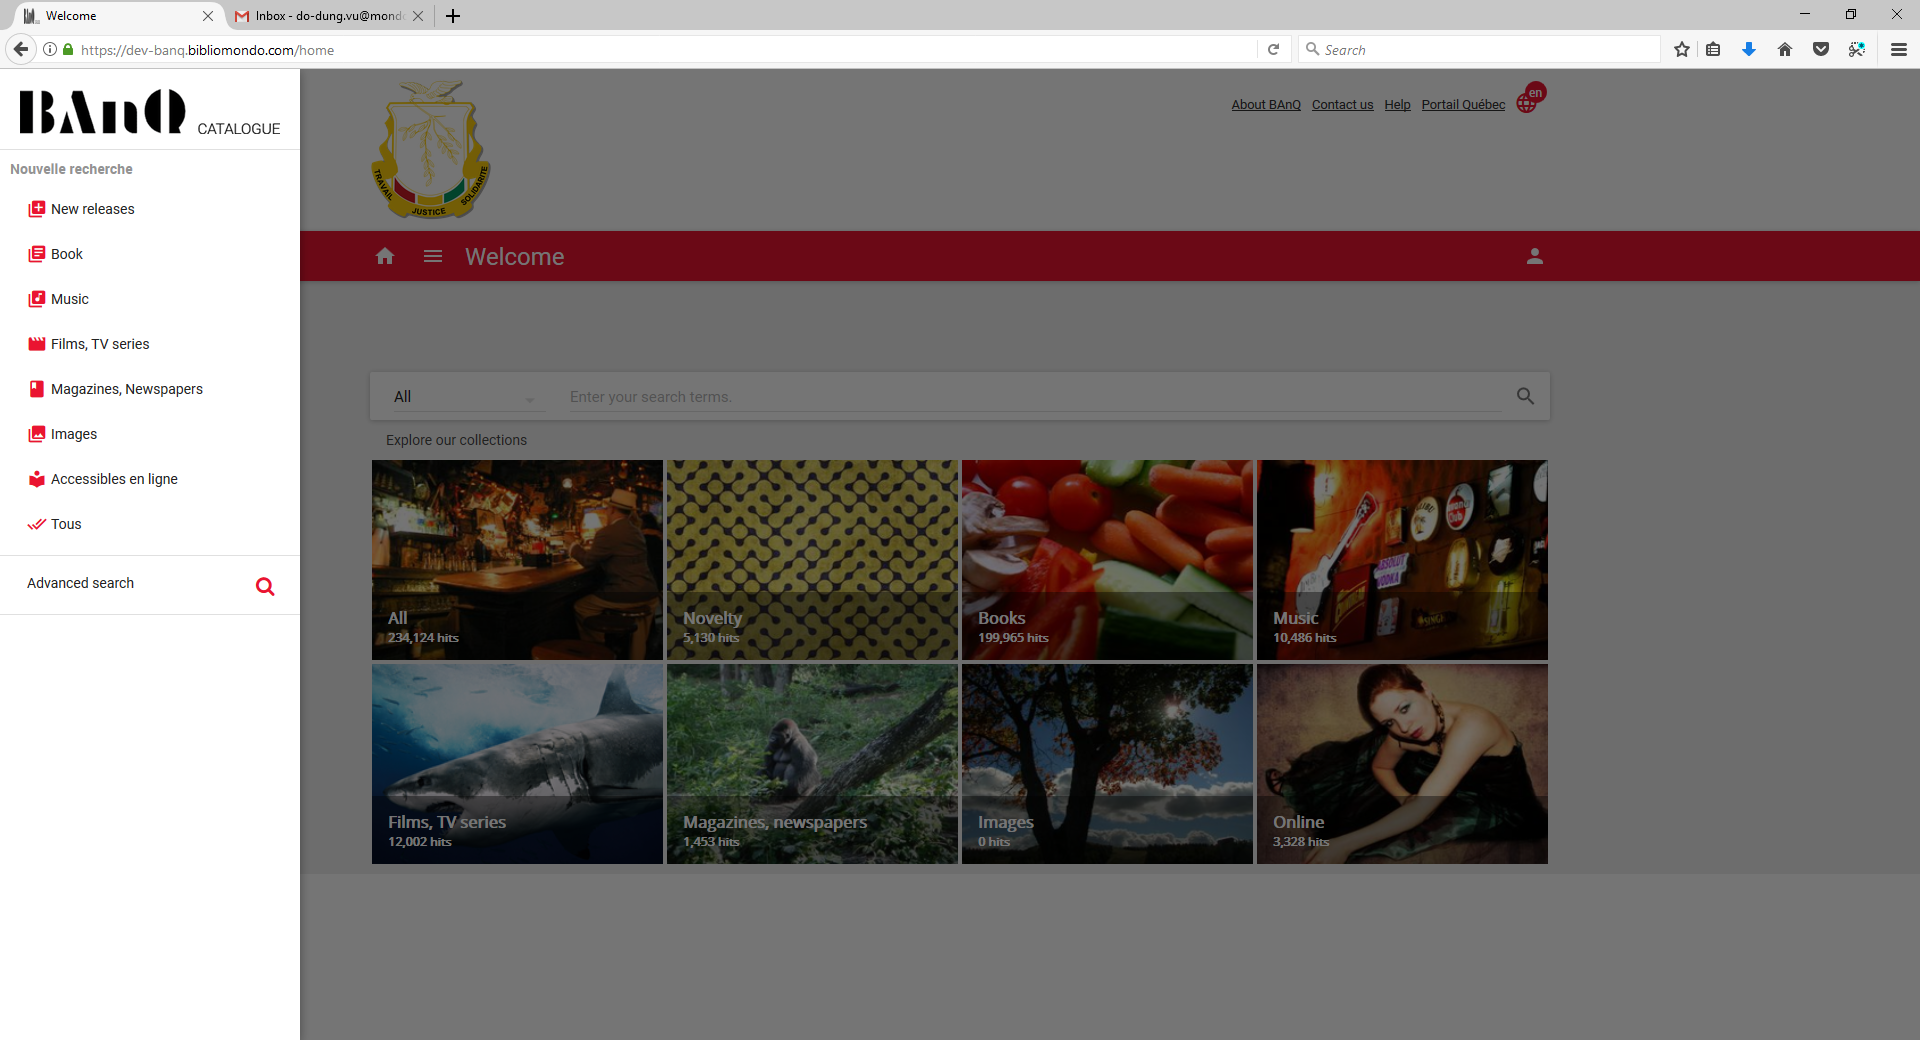 Welcome
Inbox - do-dung.vu@mond
https://dev-banq.bibliomondo.com/home
Search
BAnQ CATALOGUE
Nouvelle recherche
New releases
Book
Music
Films, TV series
Magazines, Newspapers
Images
Accessibles en ligne
Tous
Advanced search
TRAVAIL JUSTICE SOLIDARITE
About BAnQ Contact us Help Portail Québec en
Welcome
All Enter your search terms.
Explore our collections
All
234,124 hits
Novelty
5,130 hits
Books
199,965 hits
ABSOLUT
VODKA
Music
10,486 hits
Films, TV series
12,002 hits
Magazines, newspapers
1,453 hits
Images
0 hits
Online
3,328 hits